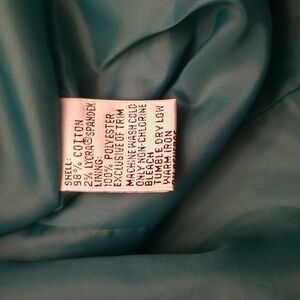 SHELL:
98% COTTON
2% LYCRA® SPANDEX
LINING:
100% POLYESTER
EXCLUSIVE OF TRIM
MACHINE WASH COLD
ONLY NON-CHLORINE
BLEACH
TUMBLE DRY LOW
WARM IRON